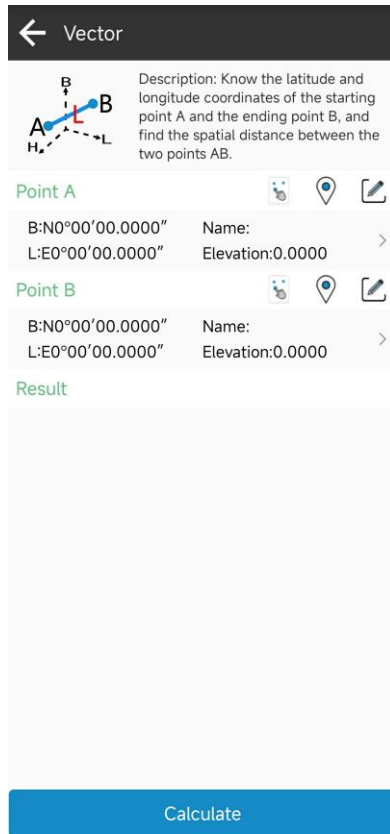 Vector
B
B
L
A
H
L
Description: Know the latitude and
longitude coordinates of the starting
point A and the ending point B, and
find the spatial distance between the
two points AB.
Point A
B:N0°00′00.0000″ Name:
L:E0°00′00.0000″ Elevation:0.0000
Point B
B:N0°00′00.0000″ Name:
L:E0°00′00.0000″ Elevation:0.0000
Result
Calculate